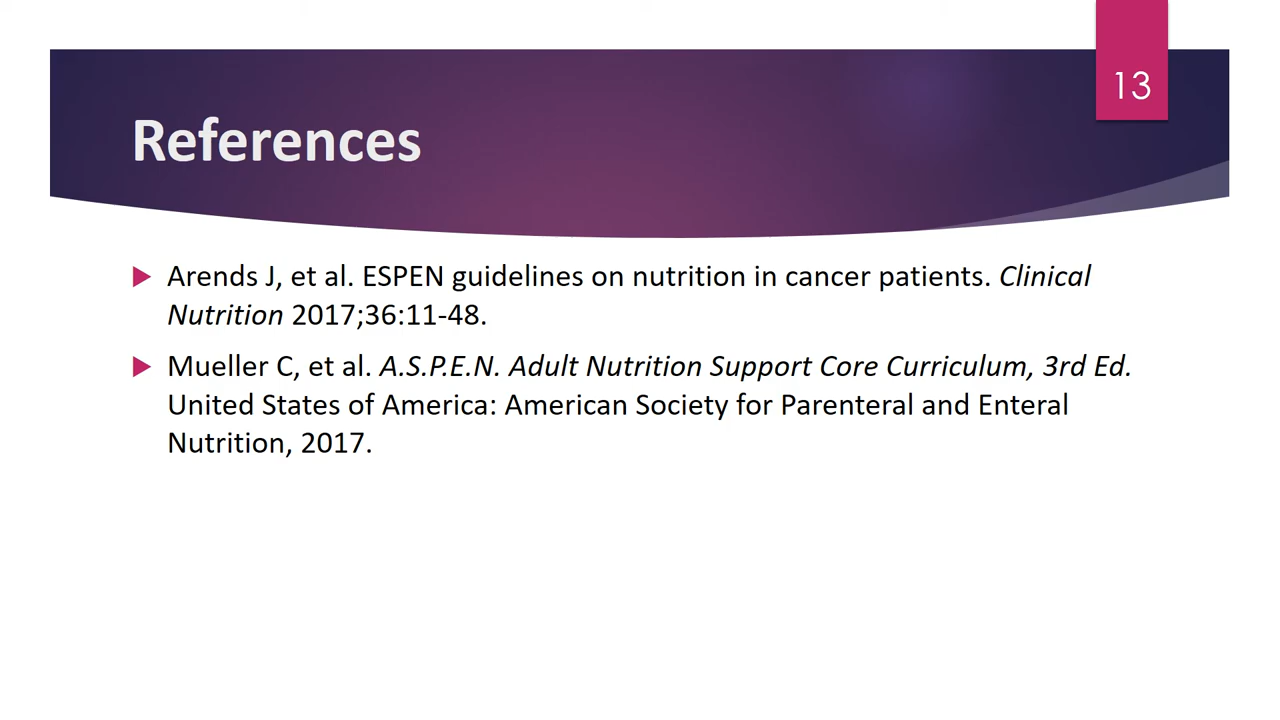 13
References
Arends J, et al. ESPEN guidelines on nutrition in cancer patients. Clinical
Nutrition 2017;36:11-48.
Mueller C, et al. A.S.P.E.N. Adult Nutrition Support Core Curriculum, 3rd Ed.
United States of America: American Society for Parenteral and Enteral
Nutrition, 2017.